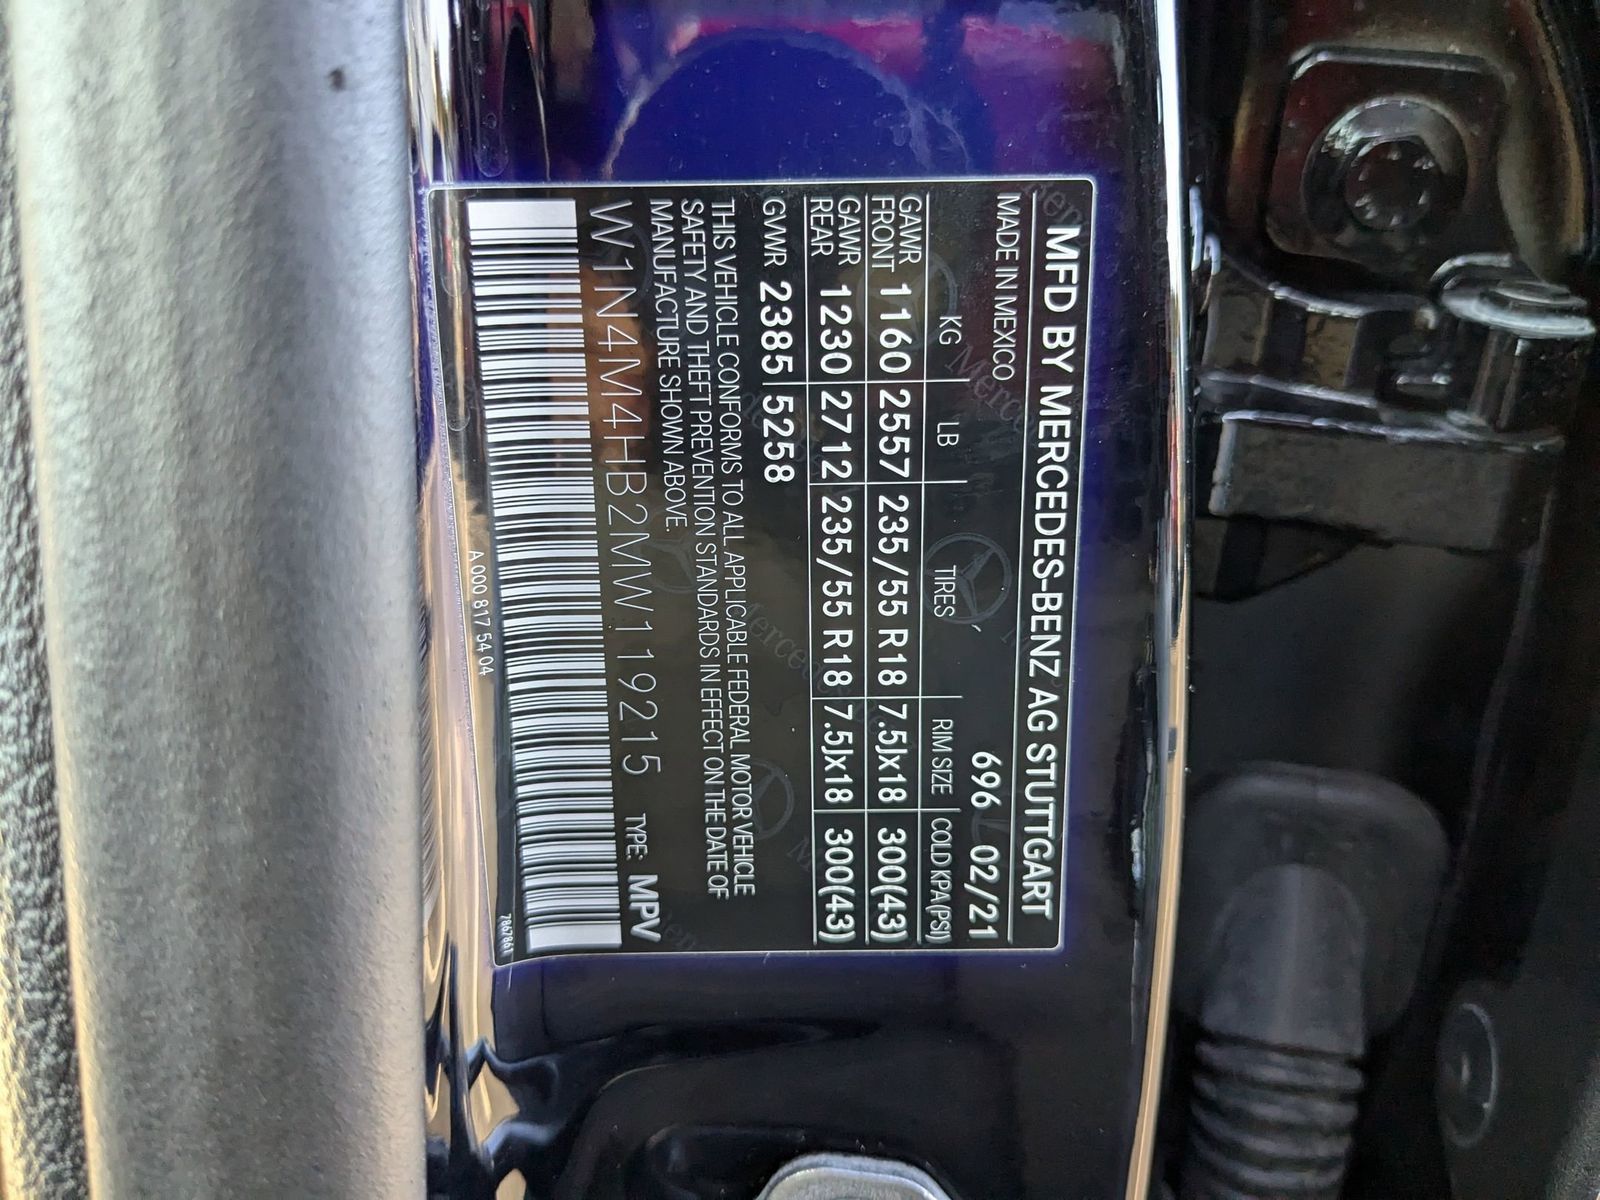 MFD BY MERCEDES-BENZ AG STUTTGART
MADE IN MEXICO 696 02/21
KG LB TIRES RIM SIZE COLD KPA(PSI)
GAWR FRONT 1160 2557 235/55 R18 7.5Jx18 300(43)
GAWR REAR 1230 2712 235/55 R18 7.5Jx18 300(43)
GWWR 2385 5258
THIS VEHICLE CONFORMS TO ALL APPLICABLE FEDERAL MOTOR VEHICLE
SAFETY AND THEFT PREVENTION STANDARDS IN EFFECT ON THE DATE OF
MANUFACTURE SHOWN ABOVE.
W1N4M4HB2MW119215 TYPE: MPV
A 000 817 54 04 7867861